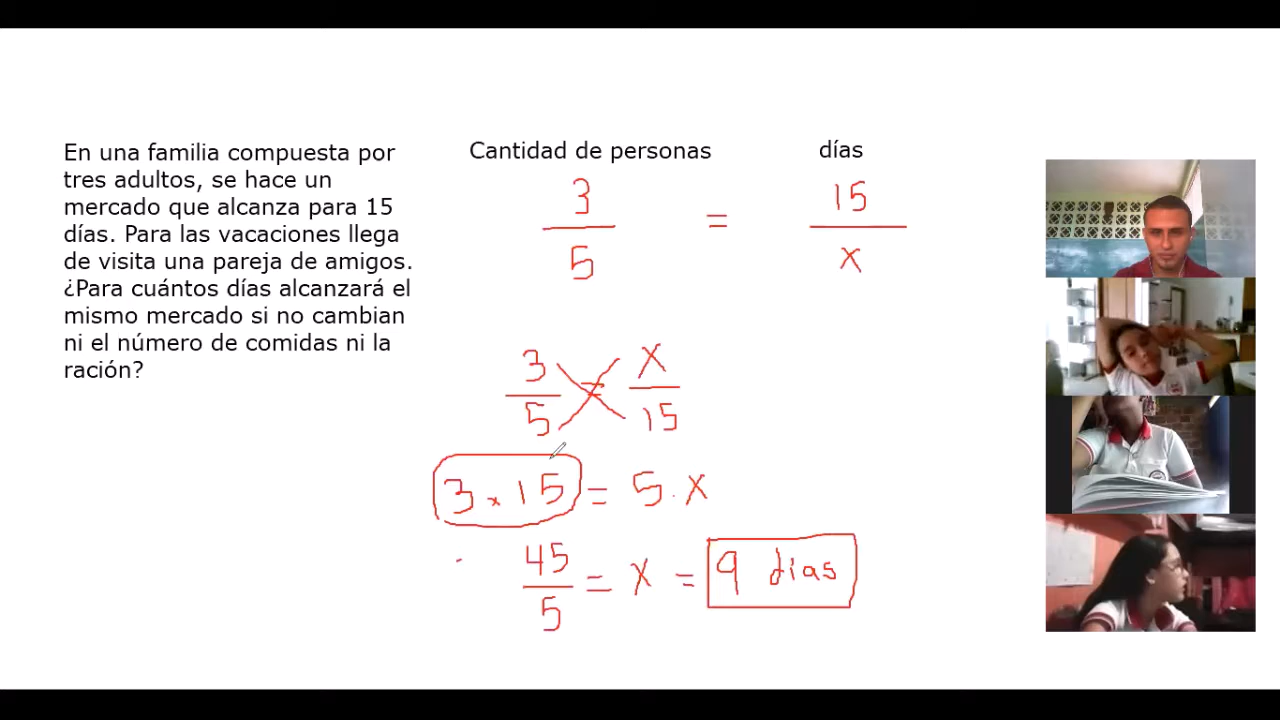 En una familia compuesta por
tres adultos, se hace un
mercado que alcanza para 15
días. Para las vacaciones llega
de visita una pareja de amigos.
¿Para cuántos días alcanzará el
mismo mercado si no cambian
ni el número de comidas ni la
ración?
Cantidad de personas días
3/5 = 15/x
3/5 = x/15
3 × 15 = 5 . x
45/5 = x = 9 dias